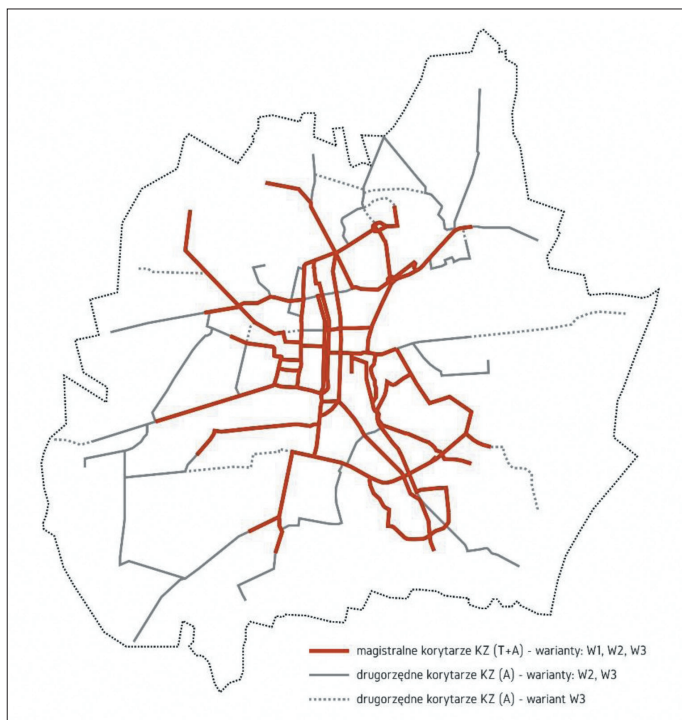 magistralne korytarze KZ (T+A) - warianty: W1, W2, W3
drugorzędne korytarze KZ (A) - warianty: W2, W3
drugorzędne korytarze KZ (A) - wariant W3